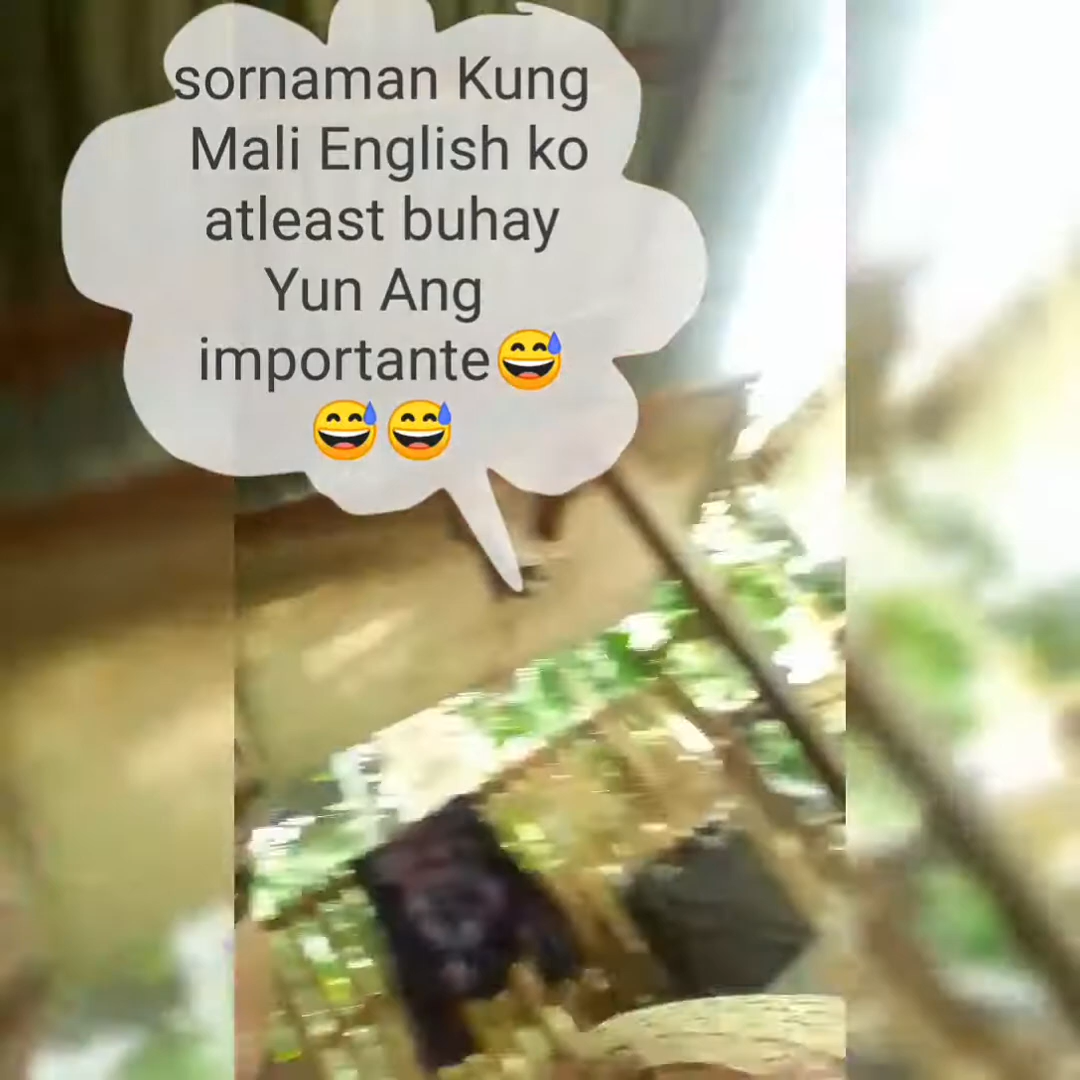 sornaman Kung
Mali English ko
atleast buhay
Yun Ang
importante😅
😅😅